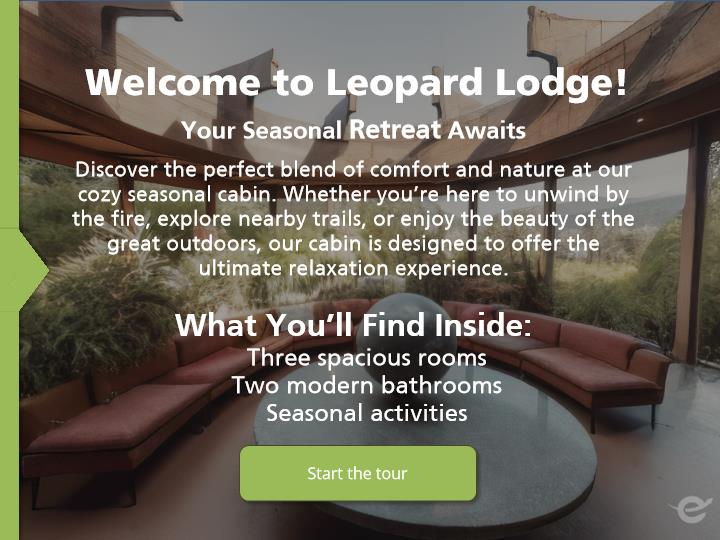 Welcome to Leopard Lodge!
Your Seasonal Retreat Awaits
Discover the perfect blend of comfort and nature at our
cozy seasonal cabin. Whether you’re here to unwind by
the fire, explore nearby trails, or enjoy the beauty of the
great outdoors, our cabin is designed to offer the
ultimate relaxation experience.
What You’ll Find Inside:
Three spacious rooms
Two modern bathrooms
Seasonal activities
Start the tour